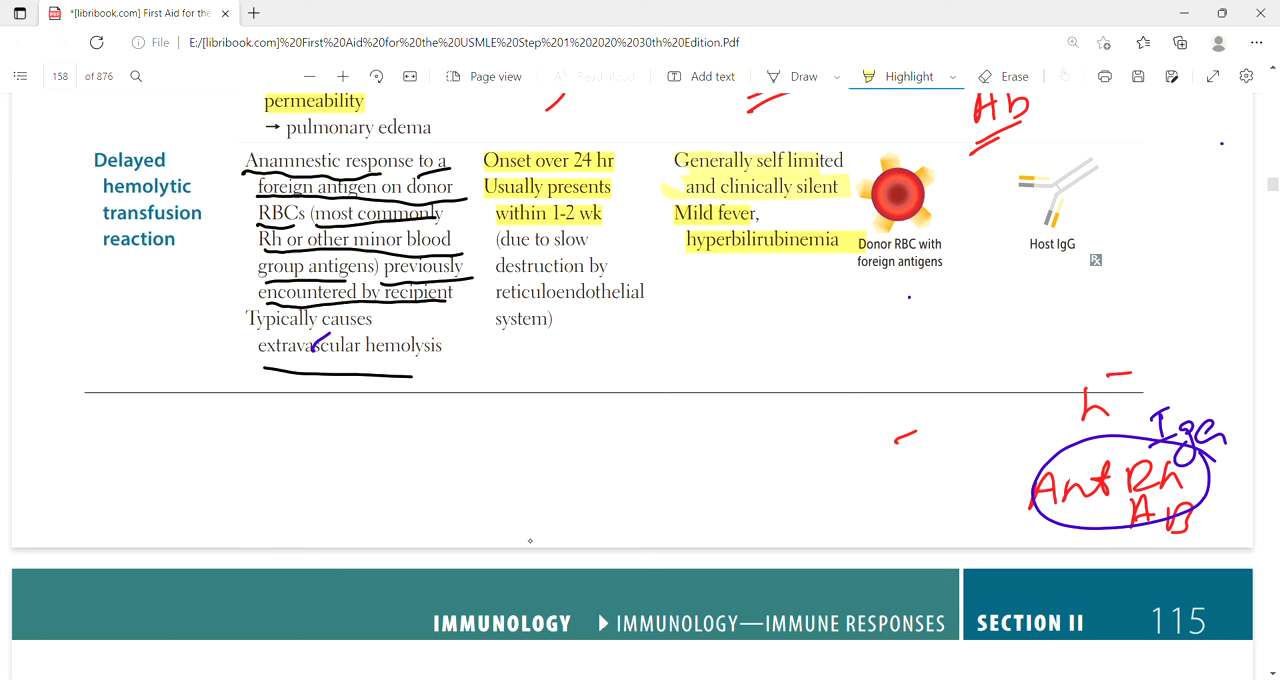 *[libribook.com] First Aid for the
File
E:/[libribook.com]%20First%20Aid%20for%20the%20USMLE%20Step%201%202020%2030th%20Edition.Pdf
158 of 876
Page view
Read aloud
Add text
Draw
Highlight
Erase
permeability
→ pulmonary edema
Ab
Delayed
hemolytic
transfusion
reaction
Anamnestic response to a
foreign antigen on donor
RBCs (most commonly
Rh or other minor blood
group antigens) previously
encountered by recipient
Typically causes
extravascular hemolysis
Onset over 24 hr
Usually presents
within 1-2 wk
(due to slow
destruction by
reticuloendothelial
system)
Generally self limited
and clinically silent
Mild fever,
hyperbilirubinemia
Donor RBC with
foreign antigens
Host IgG
Rx
h
Ant Rh
IMMUNOLOGY ▶ IMMUNOLOGY—IMMUNE RESPONSES
SECTION II
115